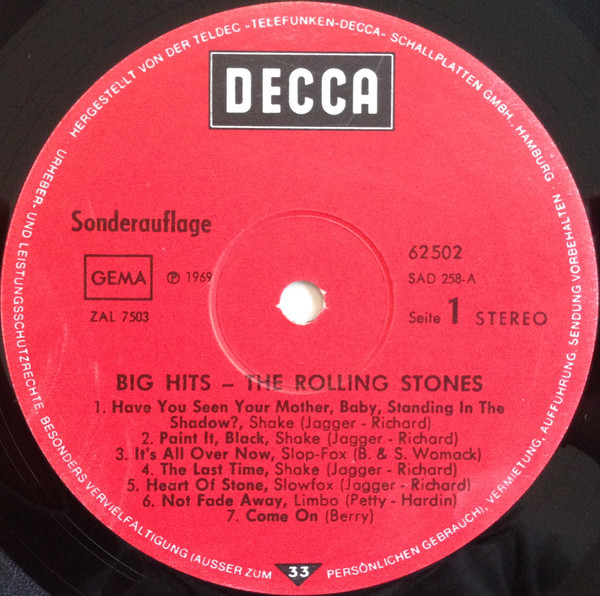 HERGESTELLT VON DER TELDEC »TELEFUNKEN-DECCA« SCHALLPLATTEN GMBH., HAMBURG
DECCA
Sonderauflage
GEMA
℗ 1969
ZAL 7503
62502
SAD 258-A
Seite 1 STEREO
BIG HITS – THE ROLLING STONES
1. Have You Seen Your Mother, Baby, Standing In The
Shadow?, Shake (Jagger - Richard)
2. Paint It, Black, Shake (Jagger - Richard)
3. It's All Over Now, Slop-Fox (B. & S. Womack)
4. The Last Time, Shake (Jagger - Richard)
5. Heart Of Stone, Slowfox (Jagger - Richard)
6. Not Fade Away, Limbo (Petty - Hardin)
7. Come On (Berry)
URHEBER- UND LEISTUNGSSCHUTZRECHTE, BESONDERS VERVIELFÄLTIGUNG (AUSSER ZUM PERSÖNLICHEN GEBRAUCH), VERMIETUNG, AUFFÜHRUNG, SENDUNG VORBEHALTEN.
33